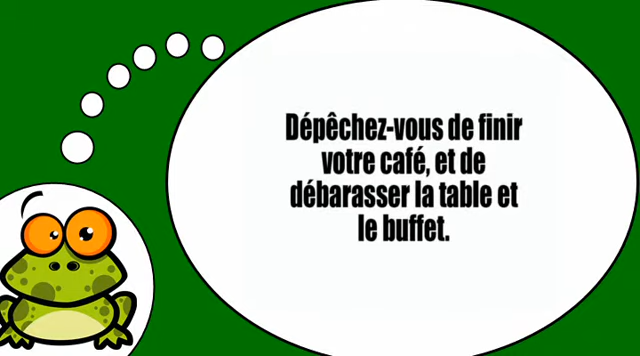 Dépêchez-vous de finir
votre café, et de
débarasser la table et
le buffet.